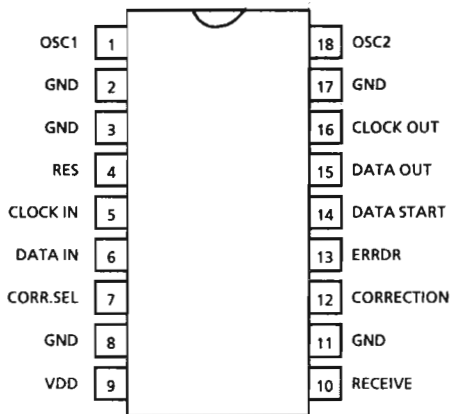 OSC1 1 18 OSC2
GND 2 17 GND
GND 3 16 CLOCK OUT
RES 4 15 DATA OUT
CLOCK IN 5 14 DATA START
DATA IN 6 13 ERRDR
CORR.SEL 7 12 CORRECTION
GND 8 11 GND
VDD 9 10 RECEIVE